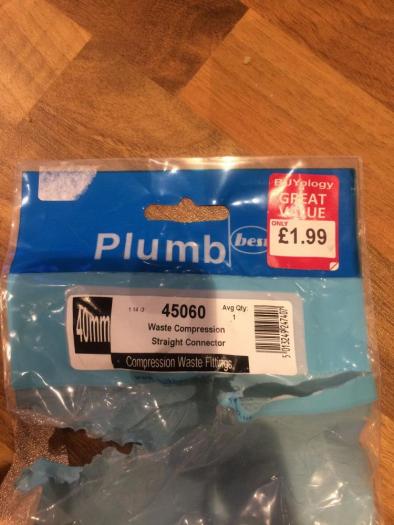 BUYology
GREAT
VALUE
ONLY
£1.99
Plumb best
40mm
45060
Avg Qty:
1
Waste Compression
Straight Connector
Compression Waste Fittings